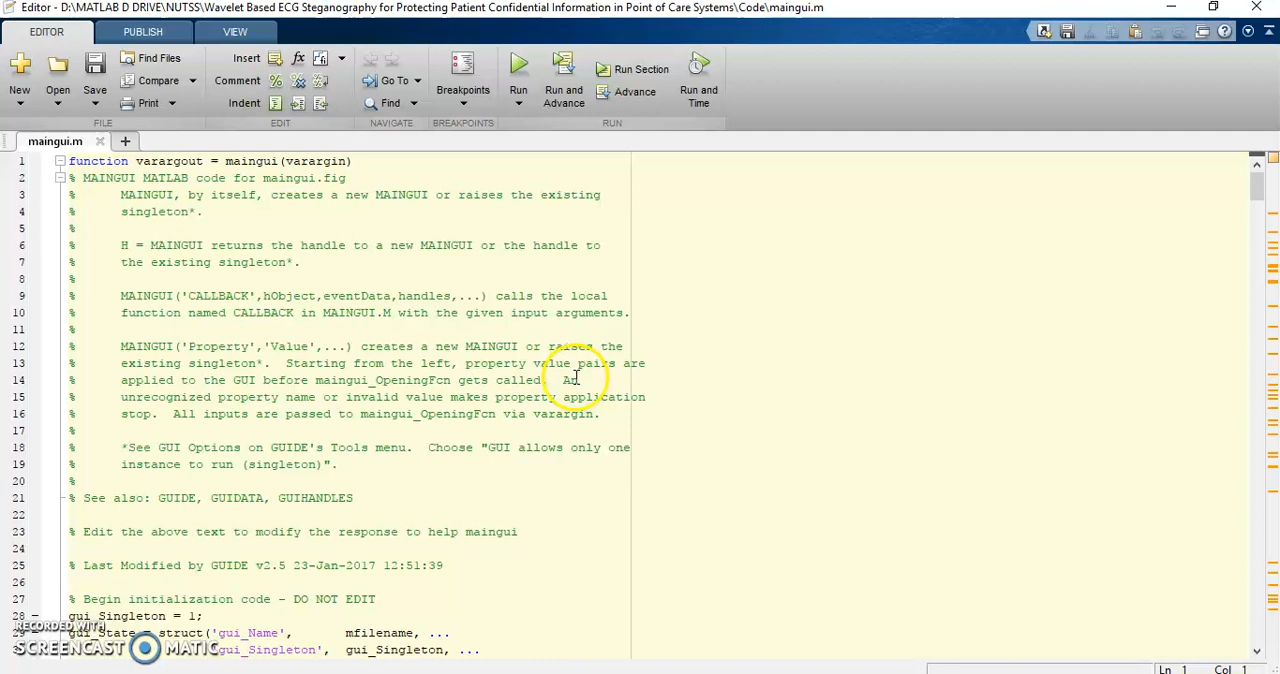 Editor - D:\MATLAB D DRIVE\NUTSS\Wavelet Based ECG Steganography for Protecting Patient Confidential Information in Point of Care Systems\Code\maingui.m
EDITOR PUBLISH VIEW
New Open Save Find Files Compare Print
Insert Comment Indent
Go To Find
Breakpoints
Run Run and Advance Run Section Advance Run and Time
FILE EDIT NAVIGATE BREAKPOINTS RUN
maingui.m
1 function varargout = maingui(varargin)
2 % MAINGUI MATLAB code for maingui.fig
3 % MAINGUI, by itself, creates a new MAINGUI or raises the existing
4 % singleton*.
5 %
6 % H = MAINGUI returns the handle to a new MAINGUI or the handle to
7 % the existing singleton*.
8 %
9 % MAINGUI('CALLBACK',hObject,eventData,handles,...) calls the local
10 % function named CALLBACK in MAINGUI.M with the given input arguments.
11 %
12 % MAINGUI('Property','Value',...) creates a new MAINGUI or raises the
13 % existing singleton*. Starting from the left, property value pairs are
14 % applied to the GUI before maingui_OpeningFcn gets called. An
15 % unrecognized property name or invalid value makes property application
16 % stop. All inputs are passed to maingui_OpeningFcn via varargin.
17 %
18 % *See GUI Options on GUIDE's Tools menu. Choose "GUI allows only one
19 % instance to run (singleton)".
20 %
21 % See also: GUIDE, GUIDATA, GUIHANDLES
22
23 % Edit the above text to modify the response to help maingui
24
25 % Last Modified by GUIDE v2.5 23-Jan-2017 12:51:39
26
27 % Begin initialization code - DO NOT EDIT
28 gui_Singleton = 1;
29 gui_State = struct('gui_Name', mfilename, ...
'gui_Singleton', gui_Singleton, ...
RECORDED WITH
SCREENCAST MATIC
Ln 1 Col 1